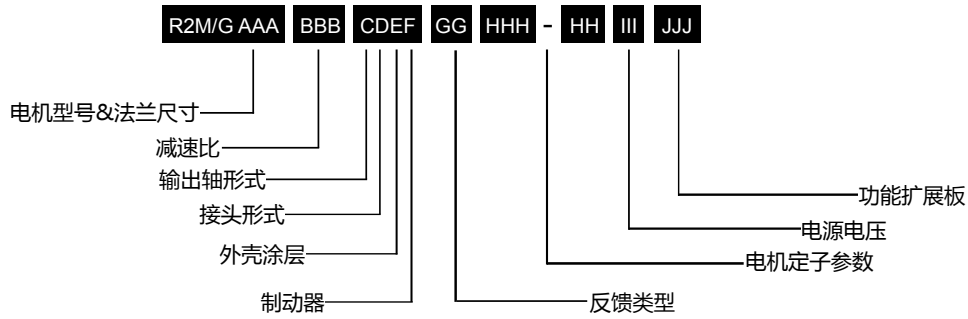 R2M/G AAA BBB CDEF GG HHH - HH III JJJ
电机型号&法兰尺寸
减速比
输出轴形式
功能扩展板
接头形式
电源电压
外壳涂层
电机定子参数
制动器
反馈类型